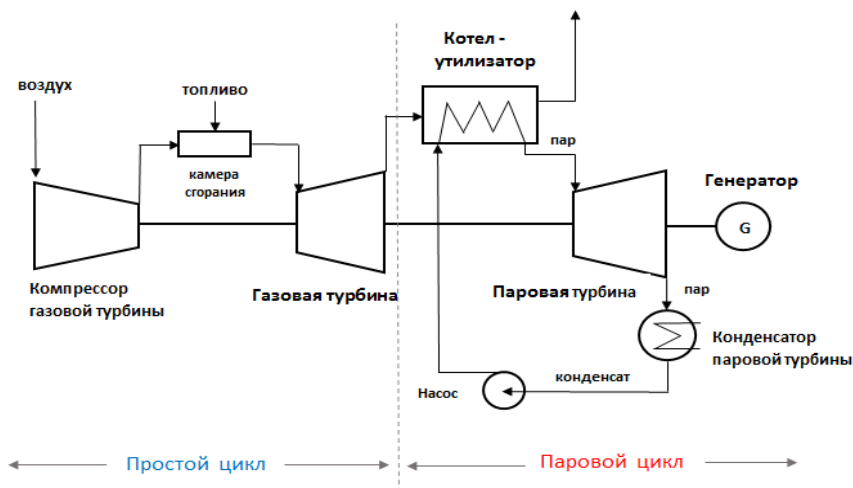 Котел -
утилизатор
воздух
топливо
камера
сгорания
пар
Генератор
G
Компрессор
газовой турбины
Газовая турбина
Паровая турбина
пар
Конденсатор
паровой турбины
Насос
конденсат
Простой цикл
Паровой цикл